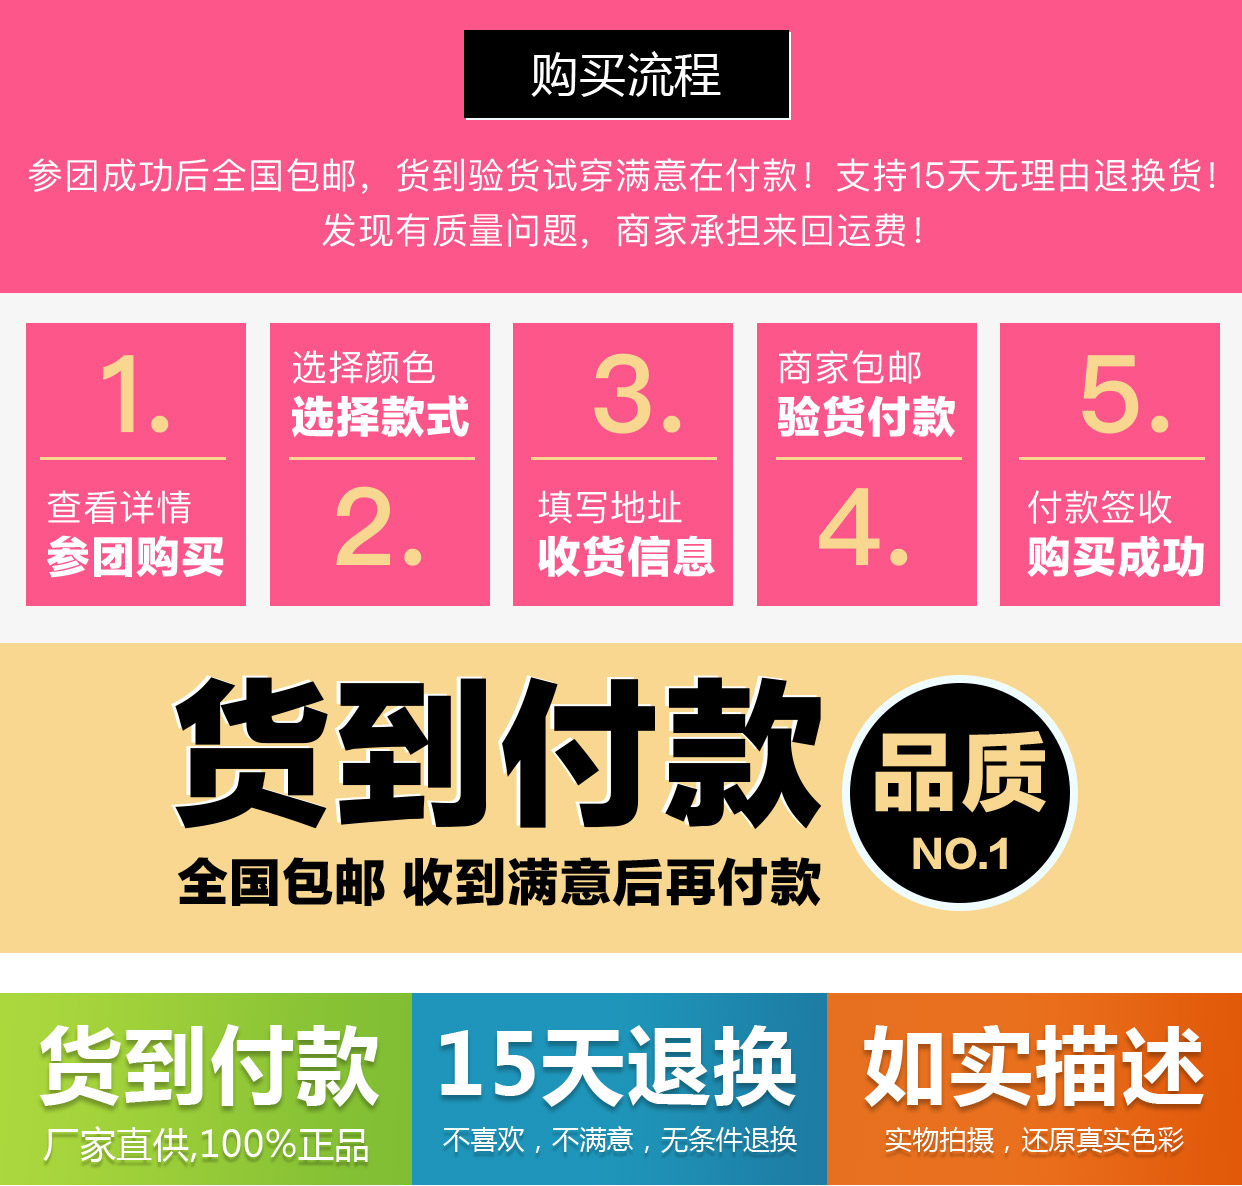 购买流程
参团成功后全国包邮，货到验货试穿满意在付款！支持15天无理由退换货！
发现有质量问题，商家承担来回运费！
1.
查看详情
参团购买
选择颜色
选择款式
2.
3.
填写地址
收货信息
商家包邮
验货付款
4.
5.
付款签收
购买成功
货到付款
全国包邮 收到满意后再付款
品质
NO.1
货到付款
厂家直供,100%正品
15天退换
不喜欢，不满意，无条件退换
如实描述
实物拍摄，还原真实色彩